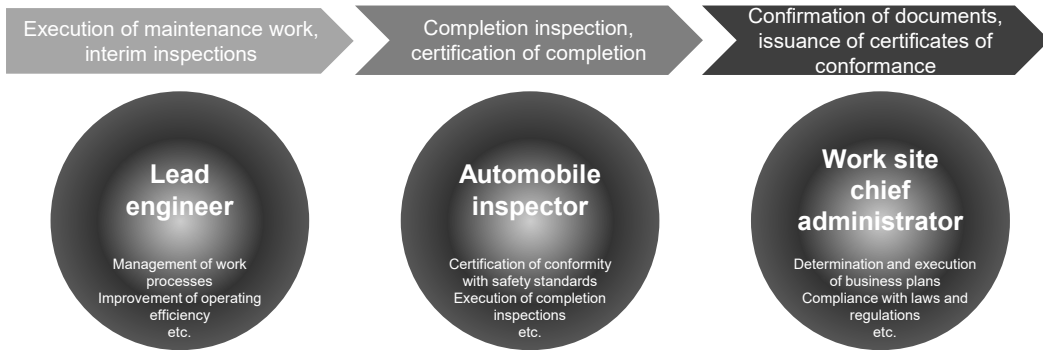 Execution of maintenance work,
interim inspections
Completion inspection,
certification of completion
Confirmation of documents,
issuance of certificates of
conformance
Lead
engineer
Management of work
processes
Improvement of operating
efficiency
etc.
Automobile
inspector
Certification of conformity
with safety standards
Execution of completion
inspections
etc.
Work site
chief
administrator
Determination and execution
of business plans
Compliance with laws and
regulations
etc.